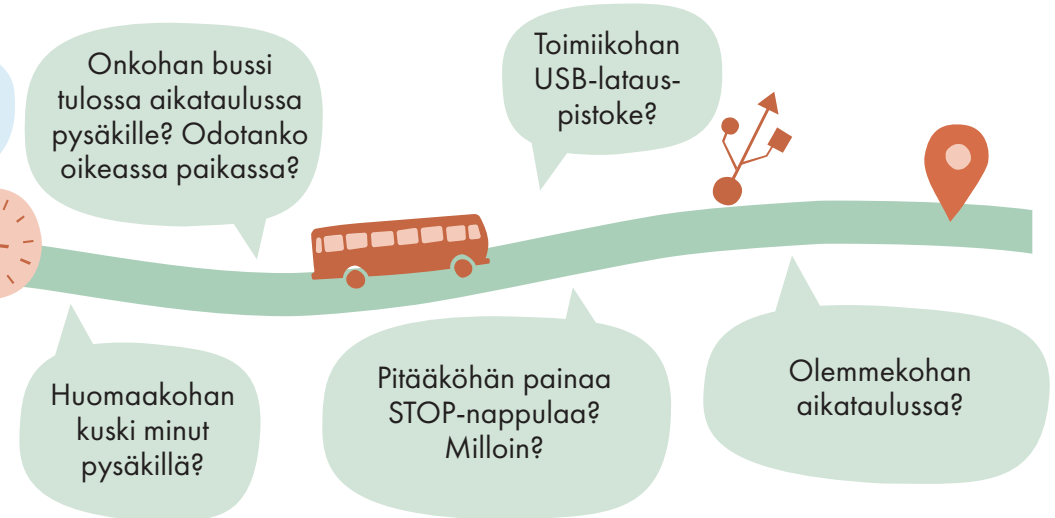 Onkohan bussi
tulossa aikataulussa
pysäkille? Odotanko
oikeassa paikassa?
Toimiikohan
USB-lataus-
pistoke?
Huomaakohan
kuski minut
pysäkillä?
Pitääköhän painaa
STOP-nappulaa?
Milloin?
Olemmekohan
aikataulussa?